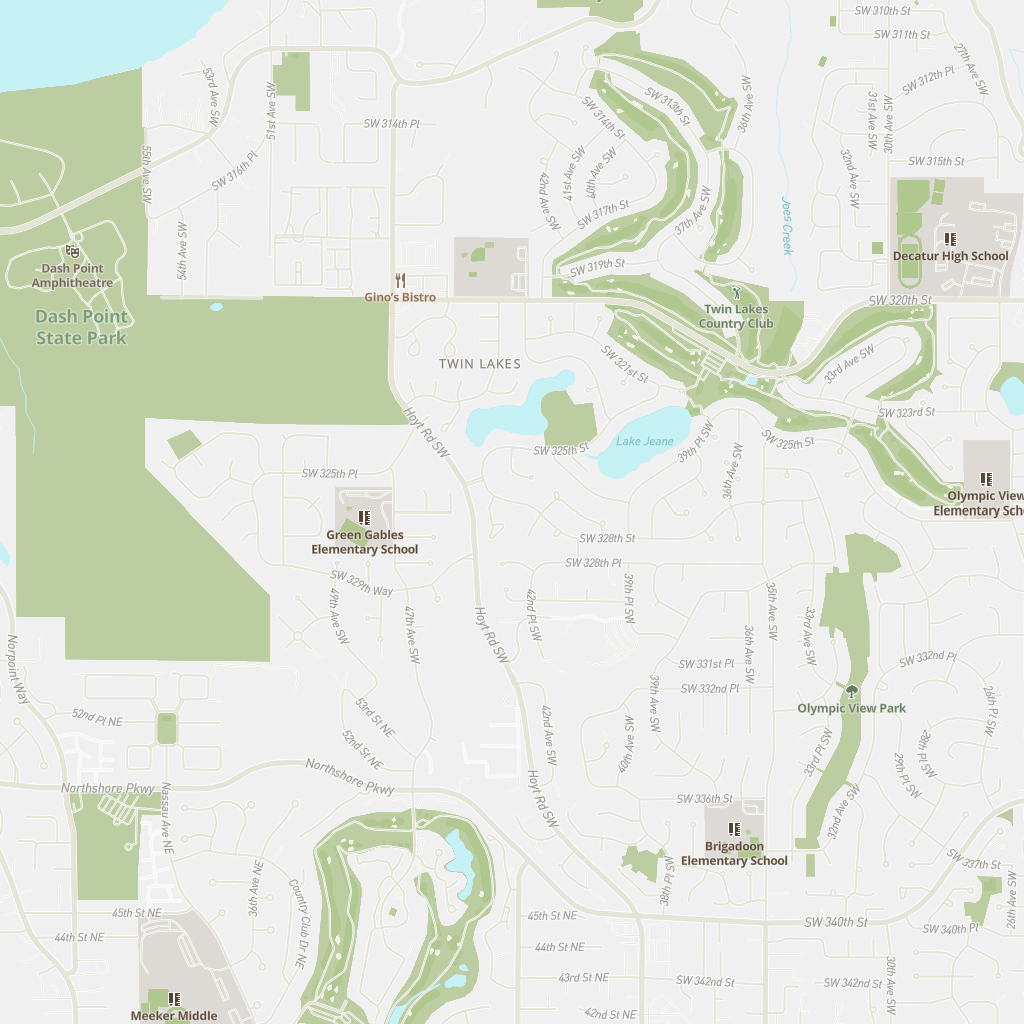 SW 310th St
SW 311th St
27th Ave SW
SW 312th Pl
53rd Ave SW
51st Ave SW
SW 313th St
36th Ave SW
31st Ave SW
30th Ave SW
SW 314th Pl
SW 314th St
SW 315th St
55th Ave SW
SW 316th Pl
41st Ave SW
40th Ave SW
42nd Ave SW
32nd Ave SW
SW 317th St
37th Ave SW
Joes Creek
54th Ave SW
Decatur High School
Dash Point
Amphitheatre
SW 319th St
Gino's Bistro
SW 320th St
Dash Point
State Park
Twin Lakes
Country Club
TWIN LAKES
SW 321st St
33rd Ave SW
Hoyt Rd SW
SW 323rd St
Lake Jeane
39th Pl SW
SW 325th St
SW 325th St
SW 325th Pl
36th Ave SW
Olympic View
Elementary Scho
Green Gables
Elementary School
SW 328th St
SW 328th Pl
SW 329th Way
49th Ave SW
47th Ave SW
Hoyt Rd SW
42nd Pl SW
39th Pl SW
35th Ave SW
33rd Ave SW
36th Ave SW
Norpoint Way
SW 331st Pl
SW 332nd Pl
SW 332nd Pl
39th Ave SW
26th Pl SW
Olympic View Park
52nd Pl NE
53rd St NE
52nd St NE
42nd Ave SW
40th Ave SW
33rd Pl SW
28th Pl SW
29th Pl SW
Northshore Pkwy
Northshore Pkwy
Nassau Ave NE
Hoyt Rd SW
SW 336th St
32nd Ave SW
Brigadoon
Elementary School
SW 337th St
38th Pl SW
36th Ave NE
Country Club Dr NE
26th Ave SW
45th St NE
45th St NE
SW 340th St
SW 340th Pl
44th St NE
44th St NE
43rd St NE
SW 342nd St
SW 342nd St
30th Ave SW
42nd St NE
Meeker Middle